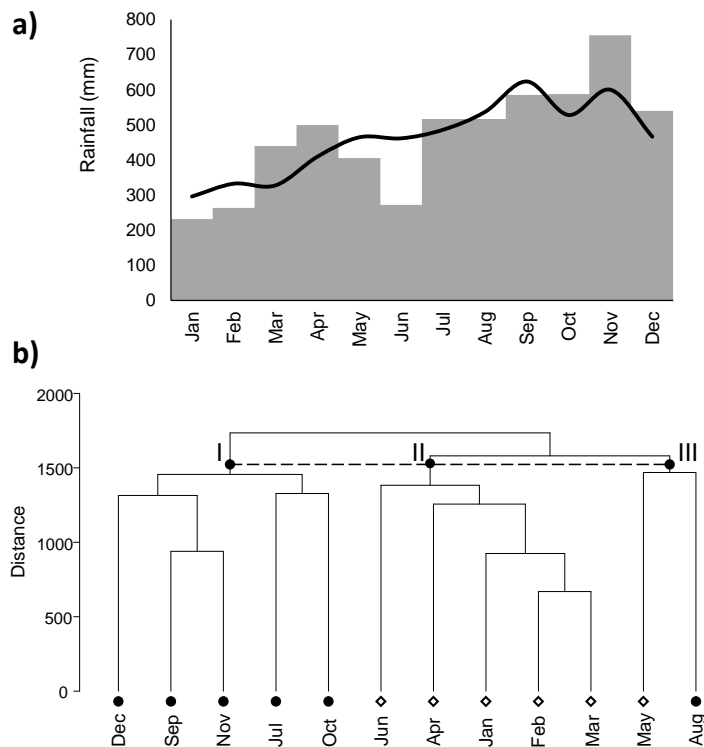 a)
Rainfall (mm)
800
700
600
500
400
300
200
100
0
Jan
Feb
Mar
Apr
May
Jun
Jul
Aug
Sep
Oct
Nov
Dec
b)
Distance
2000
1500
1000
500
0
I
II
III
Dec
Sep
Nov
Jul
Oct
Jun
Apr
Jan
Feb
Mar
May
Aug